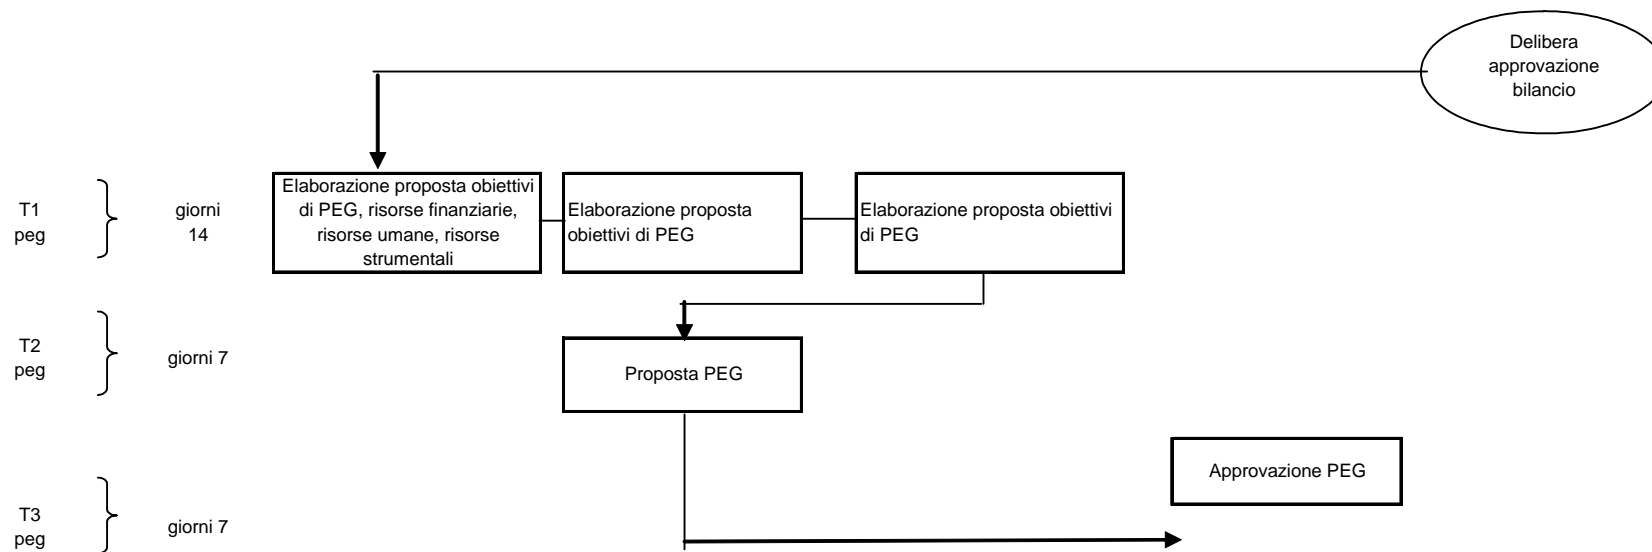 Delibera
approvazione
bilancio
T1
peg
giorni
14
Elaborazione proposta obiettivi
di PEG, risorse finanziarie,
risorse umane, risorse
strumentali
Elaborazione proposta
obiettivi di PEG
Elaborazione proposta obiettivi
di PEG
T2
peg
giorni 7
Proposta PEG
Approvazione PEG
T3
peg
giorni 7